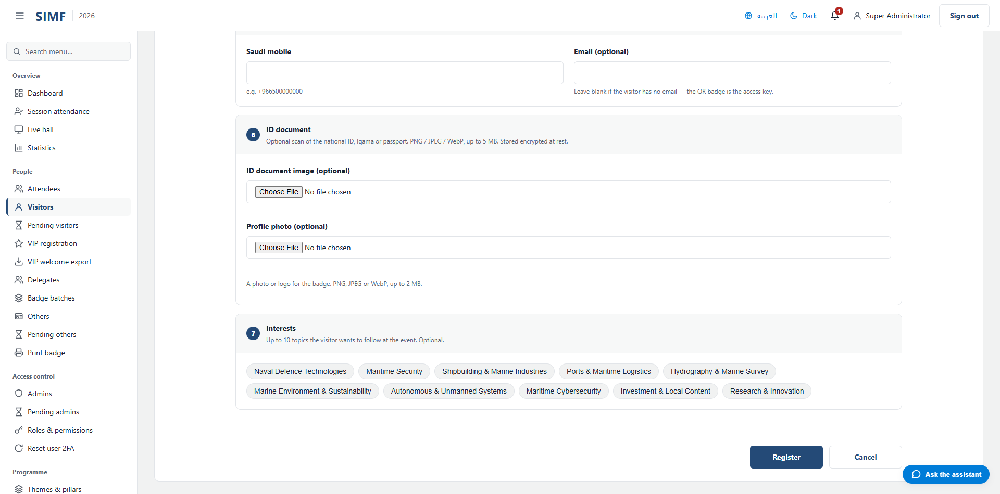 SIMF
2026
العربية
Dark
1
Super Administrator
Sign out
Search menu...
Overview
Dashboard
Session attendance
Live hall
Statistics
People
Attendees
Visitors
Pending visitors
VIP registration
VIP welcome export
Delegates
Badge batches
Others
Pending others
Print badge
Access control
Admins
Pending admins
Roles & permissions
Reset user 2FA
Programme
Themes & pillars
Saudi mobile
e.g. +966500000000
Email (optional)
Leave blank if the visitor has no email — the QR badge is the access key.
6
ID document
Optional scan of the national ID, Iqama or passport. PNG / JPEG / WebP, up to 5 MB. Stored encrypted at rest.
ID document image (optional)
Choose File No file chosen
Profile photo (optional)
Choose File No file chosen
A photo or logo for the badge. PNG, JPEG or WebP, up to 2 MB.
7
Interests
Up to 10 topics the visitor wants to follow at the event. Optional.
Naval Defence Technologies
Maritime Security
Shipbuilding & Marine Industries
Ports & Maritime Logistics
Hydrography & Marine Survey
Marine Environment & Sustainability
Autonomous & Unmanned Systems
Maritime Cybersecurity
Investment & Local Content
Research & Innovation
Register
Cancel
Ask the assistant